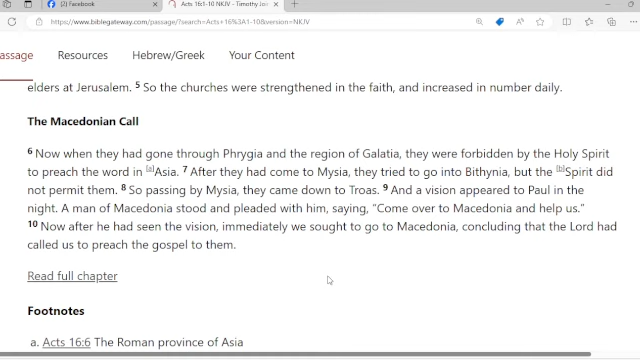 (2) Facebook
Acts 16:1-10 NKJV - Timothy Joi
https://www.biblegateway.com/passage/?search=Acts+16%3A1-10&version=NKJV
assage Resources Hebrew/Greek Your Content
elders at Jerusalem. 5 So the churches were strengthened in the faith, and increased in number daily.
The Macedonian Call
6 Now when they had gone through Phrygia and the region of Galatia, they were forbidden by the Holy Spirit
to preach the word in [a]Asia. 7 After they had come to Mysia, they tried to go into Bithynia, but the [b]Spirit did
not permit them. 8 So passing by Mysia, they came down to Troas. 9 And a vision appeared to Paul in the
night. A man of Macedonia stood and pleaded with him, saying, “Come over to Macedonia and help us.”
10 Now after he had seen the vision, immediately we sought to go to Macedonia, concluding that the Lord had
called us to preach the gospel to them.
Read full chapter
Footnotes
a. Acts 16:6 The Roman province of Asia